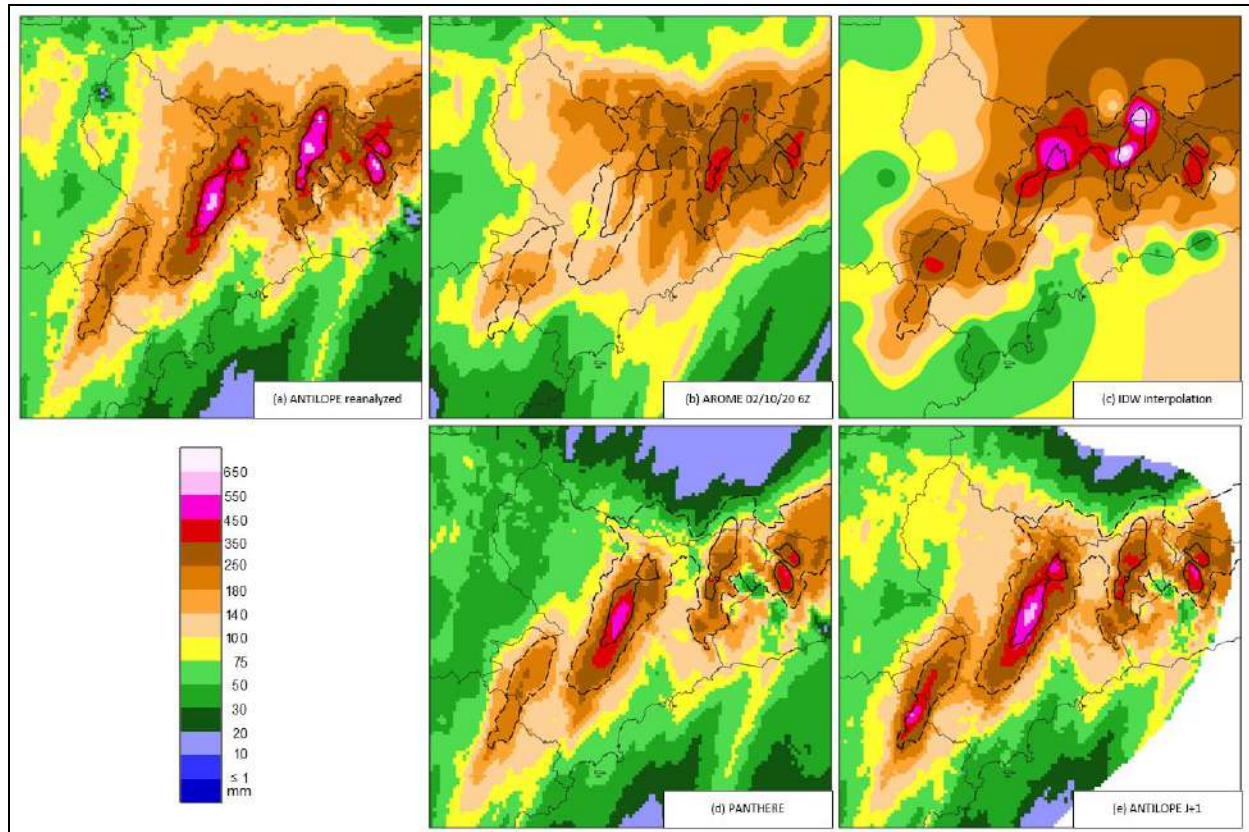 (a) ANTILOPE reanalyzed
(b) AROME 02/10/20 6Z
(c) IDW interpolation
650
550
450
350
260
180
140
100
75
50
30
20
10
≤ 1
mm
(d) PANTHERE
(e) ANTILOPE J+1